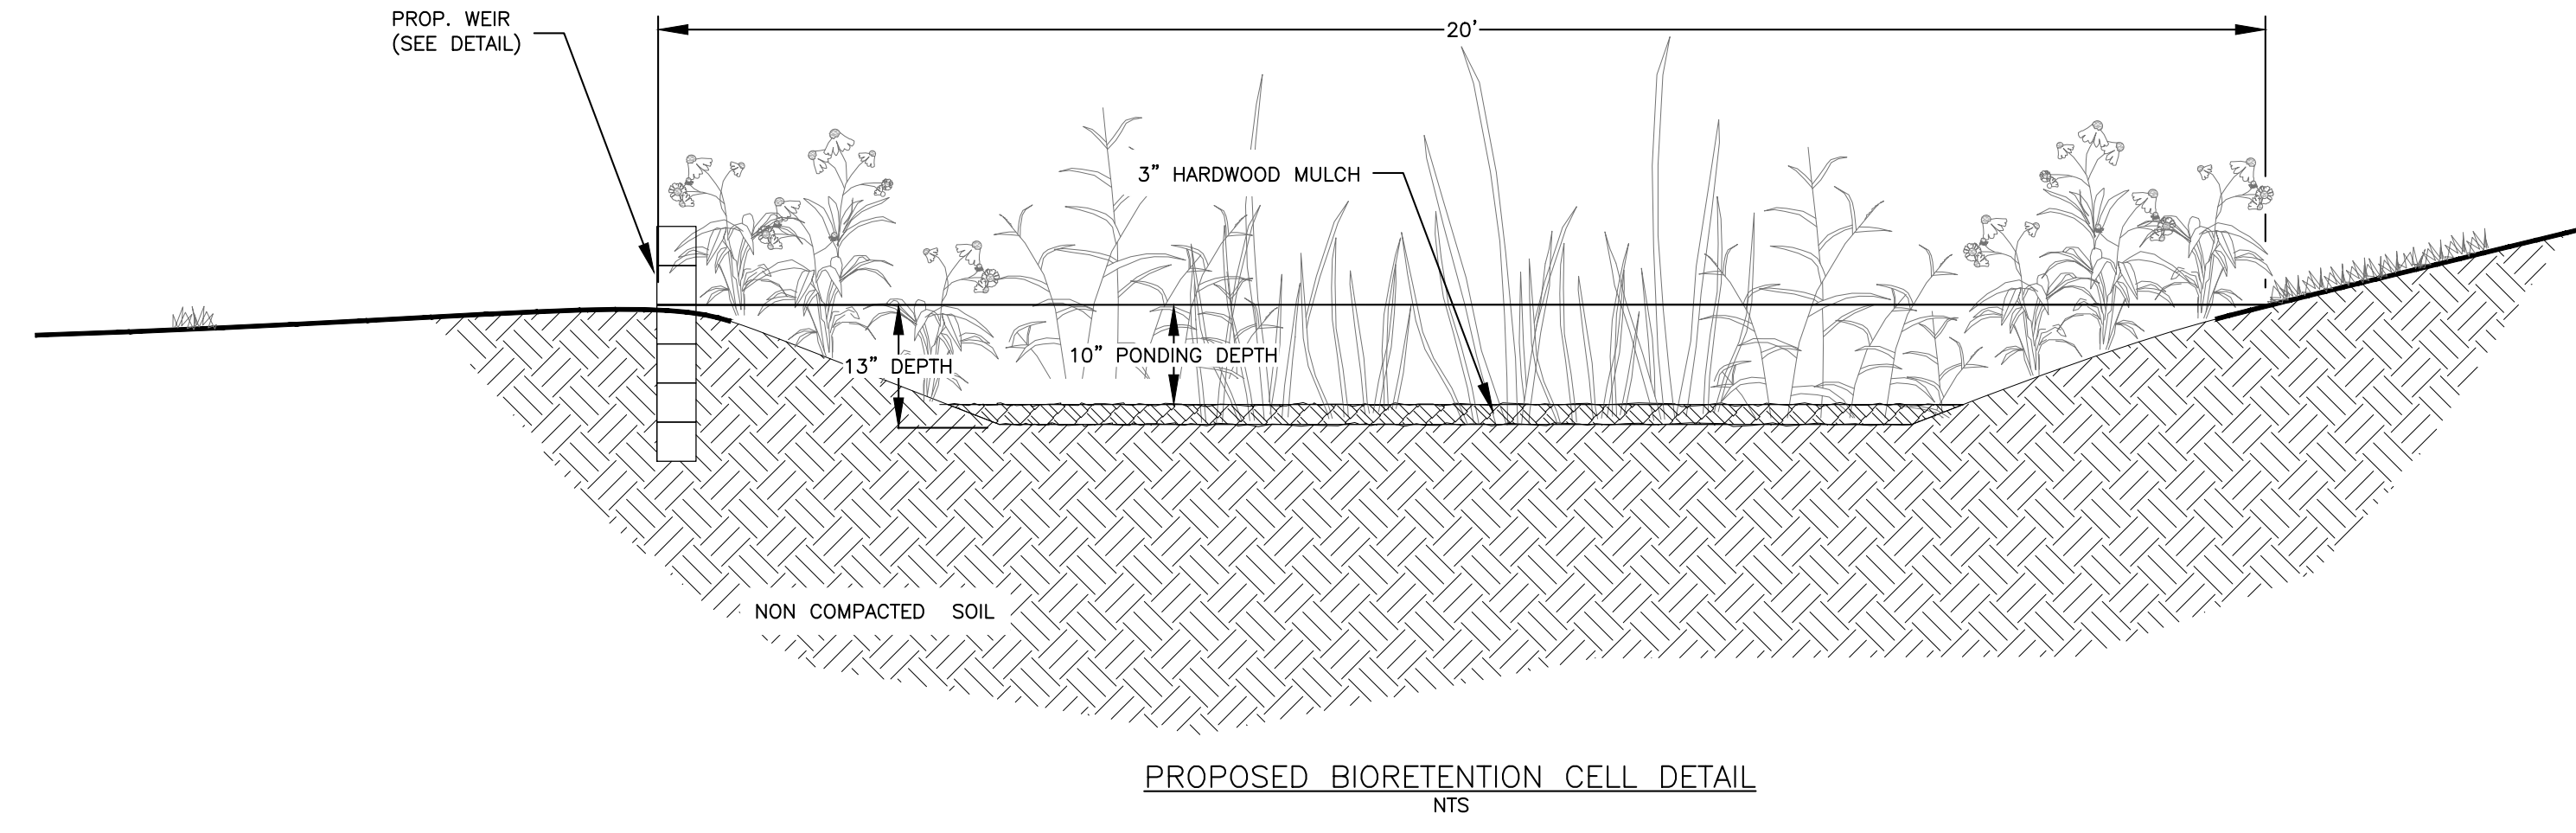 PROP. WEIR
(SEE DETAIL)
20'
3" HARDWOOD MULCH
13" DEPTH
10" PONDING DEPTH
NON COMPACTED SOIL
PROPOSED BIORETENTION CELL DETAIL
NTS